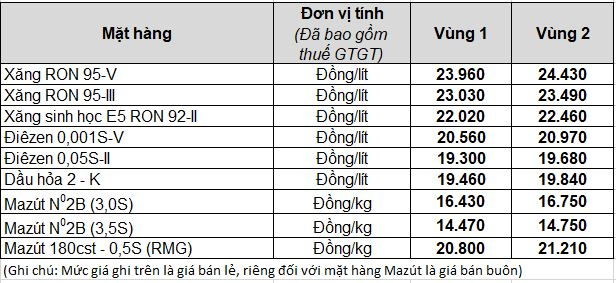 Mặt hàng Đơn vị tính (Đã bao gồm thuế GTGT) Vùng 1 Vùng 2
Xăng RON 95-V Đồng/lít 23.960 24.430
Xăng RON 95-III Đồng/lít 23.030 23.490
Xăng sinh học E5 RON 92-II Đồng/lít 22.020 22.460
Điêzen 0,001S-V Đồng/lít 20.560 20.970
Điêzen 0,05S-II Đồng/lít 19.300 19.680
Dầu hỏa 2 - K Đồng/lít 19.460 19.840
Mazút N⁰2B (3,0S) Đồng/kg 16.430 16.750
Mazút N⁰2B (3,5S) Đồng/kg 14.470 14.750
Mazút 180cst - 0,5S (RMG) Đồng/kg 20.800 21.210
(Ghi chú: Mức giá ghi trên là giá bán lẻ, riêng đối với mặt hàng Mazút là giá bán buôn)